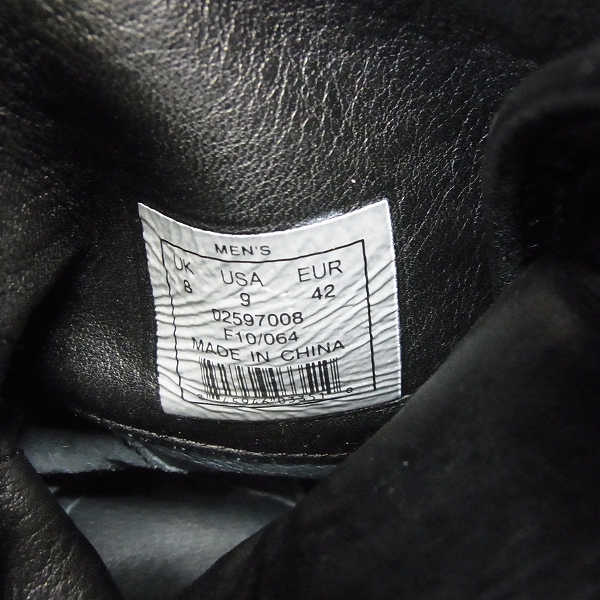 MEN'S
UK USA EUR
8 9 42
02597008
F10/064
MADE IN CHINA